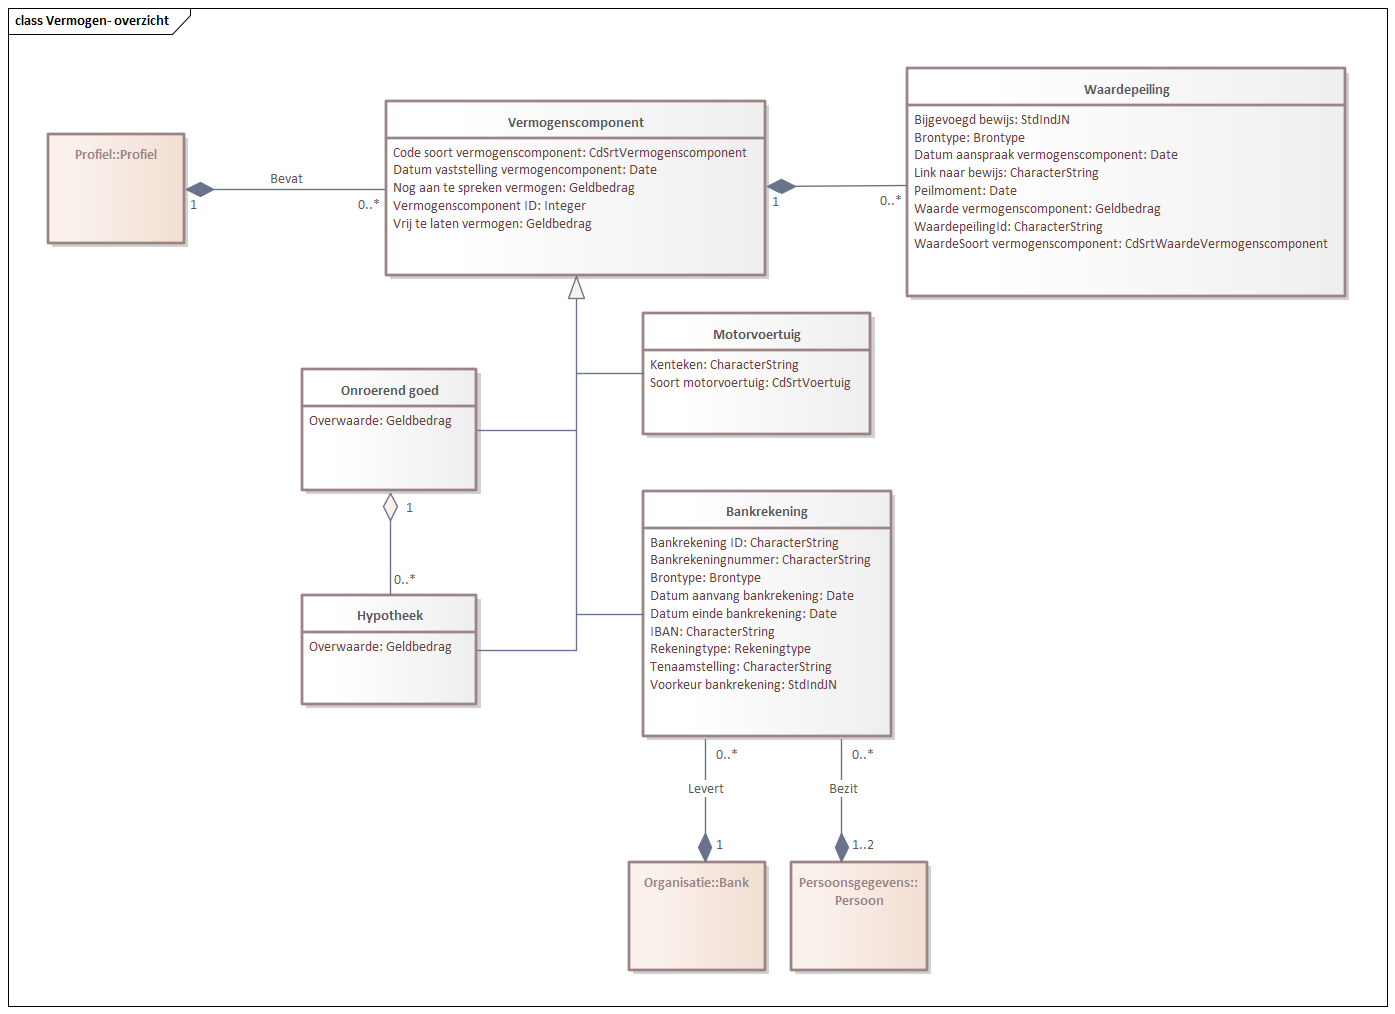 class Vermogen- overzicht
Profiel::Profiel
1
Bevat
0..*
Vermogenscomponent
Code soort vermogenscomponent: CdSrtVermogenscomponent
Datum vaststelling vermogencomponent: Date
Nog aan te spreken vermogen: Geldbedrag
Vermogenscomponent ID: Integer
Vrij te laten vermogen: Geldbedrag
1
0..*
Waardepeiling
Bijgevoegd bewijs: StdIndJN
Brontype: Brontype
Datum aanspraak vermogenscomponent: Date
Link naar bewijs: CharacterString
Peilmoment: Date
Waarde vermogenscomponent: Geldbedrag
WaardepeilingId: CharacterString
WaardeSoort vermogenscomponent: CdSrtWaardeVermogenscomponent
Motorvoertuig
Kenteken: CharacterString
Soort motorvoertuig: CdSrtVoertuig
Onroerend goed
Overwaarde: Geldbedrag
1
0..*
Hypotheek
Overwaarde: Geldbedrag
Bankrekening
Bankrekening ID: CharacterString
Bankrekeningnummer: CharacterString
Brontype: Brontype
Datum aanvang bankrekening: Date
Datum einde bankrekening: Date
IBAN: CharacterString
Rekeningtype: Rekeningtype
Tenaamstelling: CharacterString
Voorkeur bankrekening: StdIndJN
0..*
Levert
1
0..*
Bezit
1..2
Organisatie::Bank
Persoonsgegevens::
Persoon